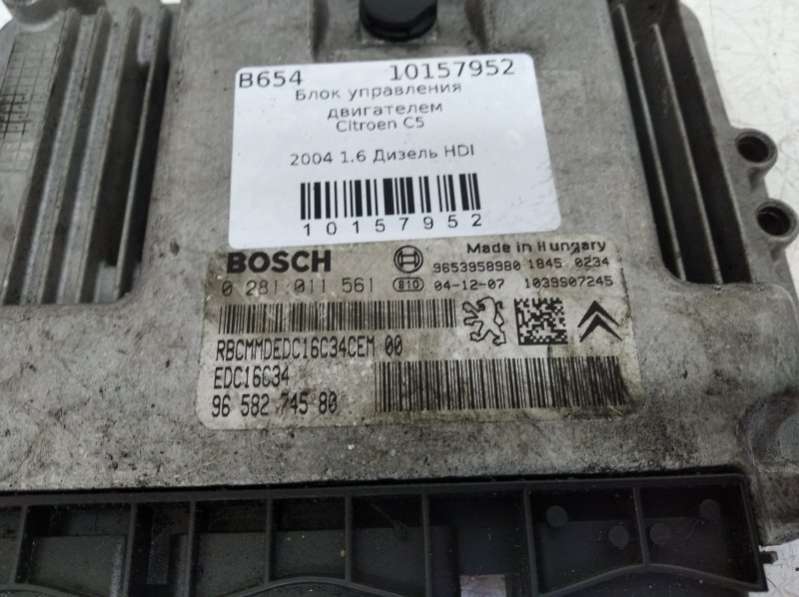 B654 10157952
Блок управления
двигателем
Citroen C5
2004 1.6 Дизель HDI
10157952
BOSCH
Made in Hungary
9653958980 1845 0234
0 281 011 561 810 04-12-07 1039S07245
RBCMMDEDC16C34CEM 00
EDC16C34
96 582 745 80